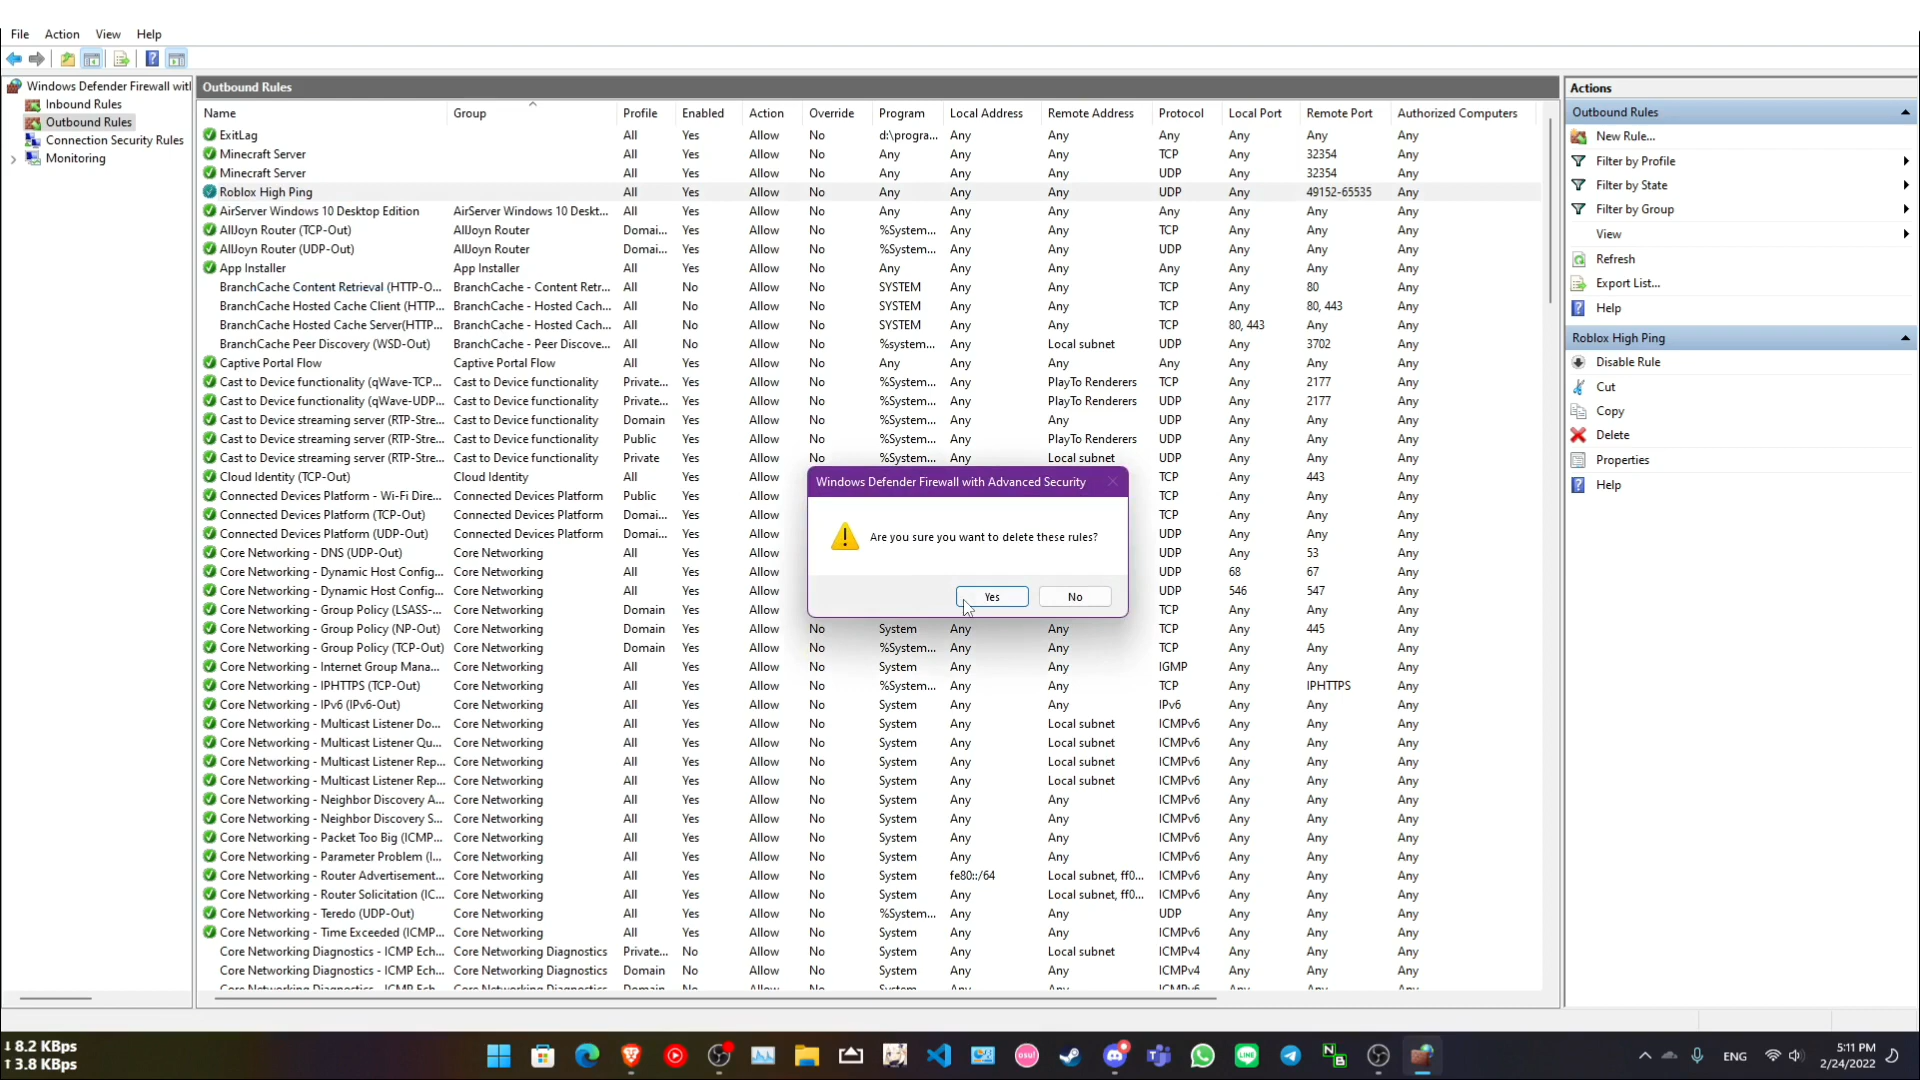 File Action View Help
Windows Defender Firewall witl
Inbound Rules
Outbound Rules
Connection Security Rules
Monitoring
Outbound Rules
Name Group Profile Enabled Action Override Program Local Address Remote Address Protocol Local Port Remote Port Authorized Computers
ExitLag All Yes Allow No d:\progra... Any Any Any Any Any Any
Minecraft Server All Yes Allow No Any Any Any TCP Any 32354 Any
Minecraft Server All Yes Allow No Any Any Any UDP Any 32354 Any
Roblox High Ping All Yes Allow No Any Any Any UDP Any 49152-65535 Any
AirServer Windows 10 Desktop Edition AirServer Windows 10 Deskt... All Yes Allow No Any Any Any Any Any Any Any
AllJoyn Router (TCP-Out) AllJoyn Router Domai... Yes Allow No %System... Any Any TCP Any Any Any
AllJoyn Router (UDP-Out) AllJoyn Router Domai... Yes Allow No %System... Any Any UDP Any Any Any
App Installer App Installer All Yes Allow No Any Any Any Any Any Any Any
BranchCache Content Retrieval (HTTP-O... BranchCache - Content Retr... All No Allow No SYSTEM Any Any TCP Any 80 Any
BranchCache Hosted Cache Client (HTTP... BranchCache - Hosted Cach... All No Allow No SYSTEM Any Any TCP Any 80, 443 Any
BranchCache Hosted Cache Server(HTTP... BranchCache - Hosted Cach... All No Allow No SYSTEM Any Any TCP 80, 443 Any Any
BranchCache Peer Discovery (WSD-Out) BranchCache - Peer Discove... All No Allow No %system... Any Local subnet UDP Any 3702 Any
Captive Portal Flow Captive Portal Flow All Yes Allow No Any Any Any Any Any Any Any
Cast to Device functionality (qWave-TCP... Cast to Device functionality Private... Yes Allow No %System... Any PlayTo Renderers TCP Any 2177 Any
Cast to Device functionality (qWave-UDP... Cast to Device functionality Private... Yes Allow No %System... Any PlayTo Renderers UDP Any 2177 Any
Cast to Device streaming server (RTP-Stre... Cast to Device functionality Domain Yes Allow No %System... Any Any UDP Any Any Any
Cast to Device streaming server (RTP-Stre... Cast to Device functionality Public Yes Allow No %System... Any PlayTo Renderers UDP Any Any Any
Cast to Device streaming server (RTP-Stre... Cast to Device functionality Private Yes Allow No %System... Any Local subnet UDP Any Any Any
Cloud Identity (TCP-Out) Cloud Identity All Yes Allow TCP Any 443 Any
Connected Devices Platform - Wi-Fi Dire... Connected Devices Platform Public Yes Allow TCP Any Any Any
Connected Devices Platform (TCP-Out) Connected Devices Platform Domai... Yes Allow TCP Any Any Any
Connected Devices Platform (UDP-Out) Connected Devices Platform Domai... Yes Allow UDP Any Any Any
Core Networking - DNS (UDP-Out) Core Networking All Yes Allow UDP Any 53 Any
Core Networking - Dynamic Host Config... Core Networking All Yes Allow UDP 68 67 Any
Core Networking - Dynamic Host Config... Core Networking All Yes Allow UDP 546 547 Any
Core Networking - Group Policy (LSASS-... Core Networking Domain Yes Allow TCP Any Any Any
Core Networking - Group Policy (NP-Out) Core Networking Domain Yes Allow No System Any Any TCP Any 445 Any
Core Networking - Group Policy (TCP-Out) Core Networking Domain Yes Allow No %System... Any Any TCP Any Any Any
Core Networking - Internet Group Mana... Core Networking All Yes Allow No System Any Any IGMP Any Any Any
Core Networking - IPHTTPS (TCP-Out) Core Networking All Yes Allow No %System... Any Any TCP Any IPHTTPS Any
Core Networking - IPv6 (IPv6-Out) Core Networking All Yes Allow No System Any Any IPv6 Any Any Any
Core Networking - Multicast Listener Do... Core Networking All Yes Allow No System Any Local subnet ICMPv6 Any Any Any
Core Networking - Multicast Listener Qu... Core Networking All Yes Allow No System Any Local subnet ICMPv6 Any Any Any
Core Networking - Multicast Listener Rep... Core Networking All Yes Allow No System Any Local subnet ICMPv6 Any Any Any
Core Networking - Multicast Listener Rep... Core Networking All Yes Allow No System Any Local subnet ICMPv6 Any Any Any
Core Networking - Neighbor Discovery A... Core Networking All Yes Allow No System Any Any ICMPv6 Any Any Any
Core Networking - Neighbor Discovery S... Core Networking All Yes Allow No System Any Any ICMPv6 Any Any Any
Core Networking - Packet Too Big (ICMP... Core Networking All Yes Allow No System Any Any ICMPv6 Any Any Any
Core Networking - Parameter Problem (I... Core Networking All Yes Allow No System Any Any ICMPv6 Any Any Any
Core Networking - Router Advertisement... Core Networking All Yes Allow No System fe80::/64 Local subnet, ff0... ICMPv6 Any Any Any
Core Networking - Router Solicitation (IC... Core Networking All Yes Allow No System Any Local subnet, ff0... ICMPv6 Any Any Any
Core Networking - Teredo (UDP-Out) Core Networking All Yes Allow No %System... Any Any UDP Any Any Any
Core Networking - Time Exceeded (ICMP... Core Networking All Yes Allow No System Any Any ICMPv6 Any Any Any
Core Networking Diagnostics - ICMP Ech... Core Networking Diagnostics Private... No Allow No System Any Local subnet ICMPv4 Any Any Any
Core Networking Diagnostics - ICMP Ech... Core Networking Diagnostics Domain No Allow No System Any Any ICMPv4 Any Any Any
Core Networking Diagnostics - ICMP Ech... Core Networking Diagnostics Domain No Allow No System Any Any ICMPv6 Any Any Any
Windows Defender Firewall with Advanced Security
Are you sure you want to delete these rules?
Yes No
Actions
Outbound Rules
New Rule...
Filter by Profile
Filter by State
Filter by Group
View
Refresh
Export List...
Help
Roblox High Ping
Disable Rule
Cut
Copy
Delete
Properties
Help
↓ 8.2 KBps
↑ 3.8 KBps
osu!
LINE
N
B
ENG
5:11 PM
2/24/2022